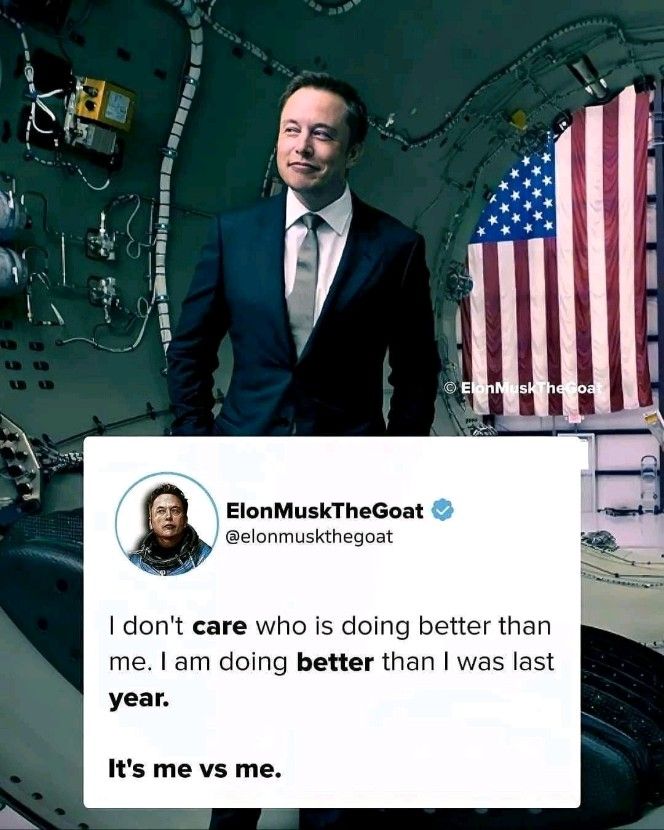 © ElonMuskTheGoat
ElonMuskTheGoat
@elonmuskthegoat
I don't care who is doing better than
me. I am doing better than I was last
year.
It's me vs me.